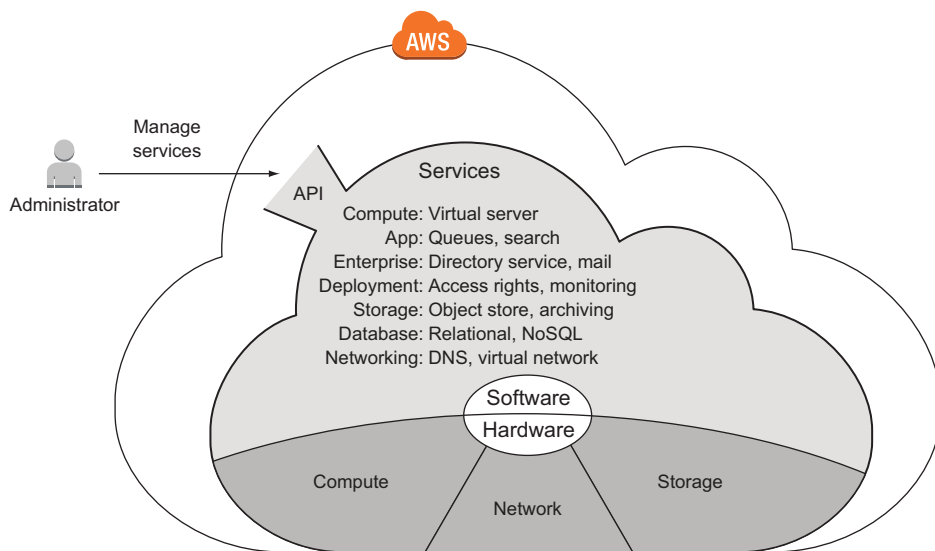 AWS
Manage
services
Administrator
API
Services
Compute: Virtual server
App: Queues, search
Enterprise: Directory service, mail
Deployment: Access rights, monitoring
Storage: Object store, archiving
Database: Relational, NoSQL
Networking: DNS, virtual network
Software
Hardware
Compute
Network
Storage